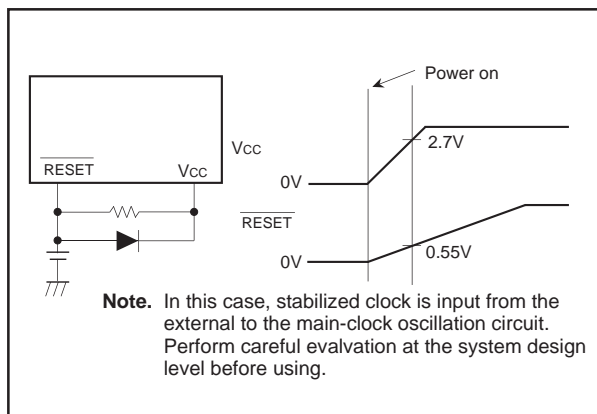 Power on
Vcc
2.7V
RESET
Vcc
0V
RESET
0V
0.55V
Note. In this case, stabilized clock is input from the
external to the main-clock oscillation circuit.
Perform careful evalvation at the system design
level before using.